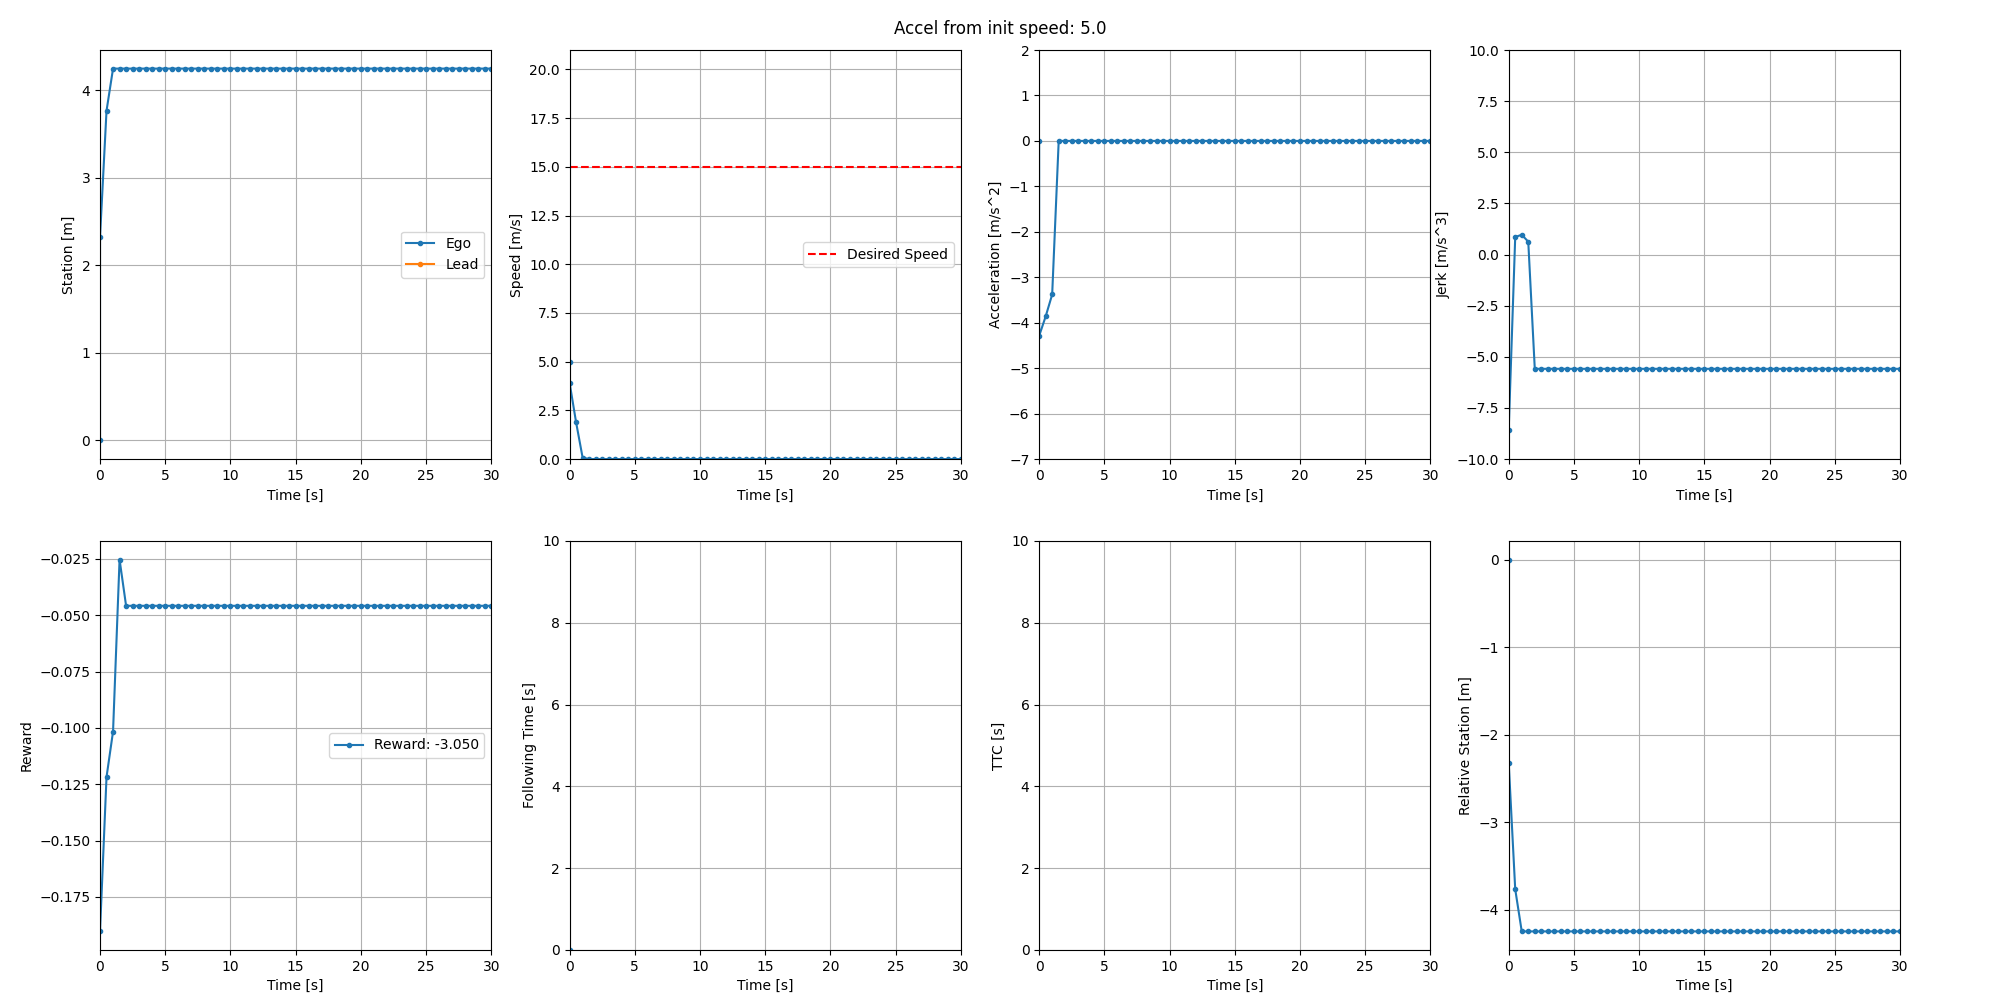 Accel from init speed: 5.0
4
3
2
1
0
Station [m]
Ego
Lead
0 5 10 15 20 25 30
Time [s]
20.0
17.5
15.0
12.5
10.0
7.5
5.0
2.5
0.0
Speed [m/s]
Desired Speed
0 5 10 15 20 25 30
Time [s]
2
1
0
−1
−2
−3
−4
−5
−6
−7
Acceleration [m/s^2]
0 5 10 15 20 25 30
Time [s]
10.0
7.5
5.0
2.5
0.0
−2.5
−5.0
−7.5
−10.0
Jerk [m/s^3]
0 5 10 15 20 25 30
Time [s]
−0.025
−0.050
−0.075
−0.100
−0.125
−0.150
−0.175
Reward
Reward: -3.050
0 5 10 15 20 25 30
Time [s]
10
8
6
4
2
0
Following Time [s]
0 5 10 15 20 25 30
Time [s]
10
8
6
4
2
0
TTC [s]
0 5 10 15 20 25 30
Time [s]
0
−1
−2
−3
−4
Relative Station [m]
0 5 10 15 20 25 30
Time [s]